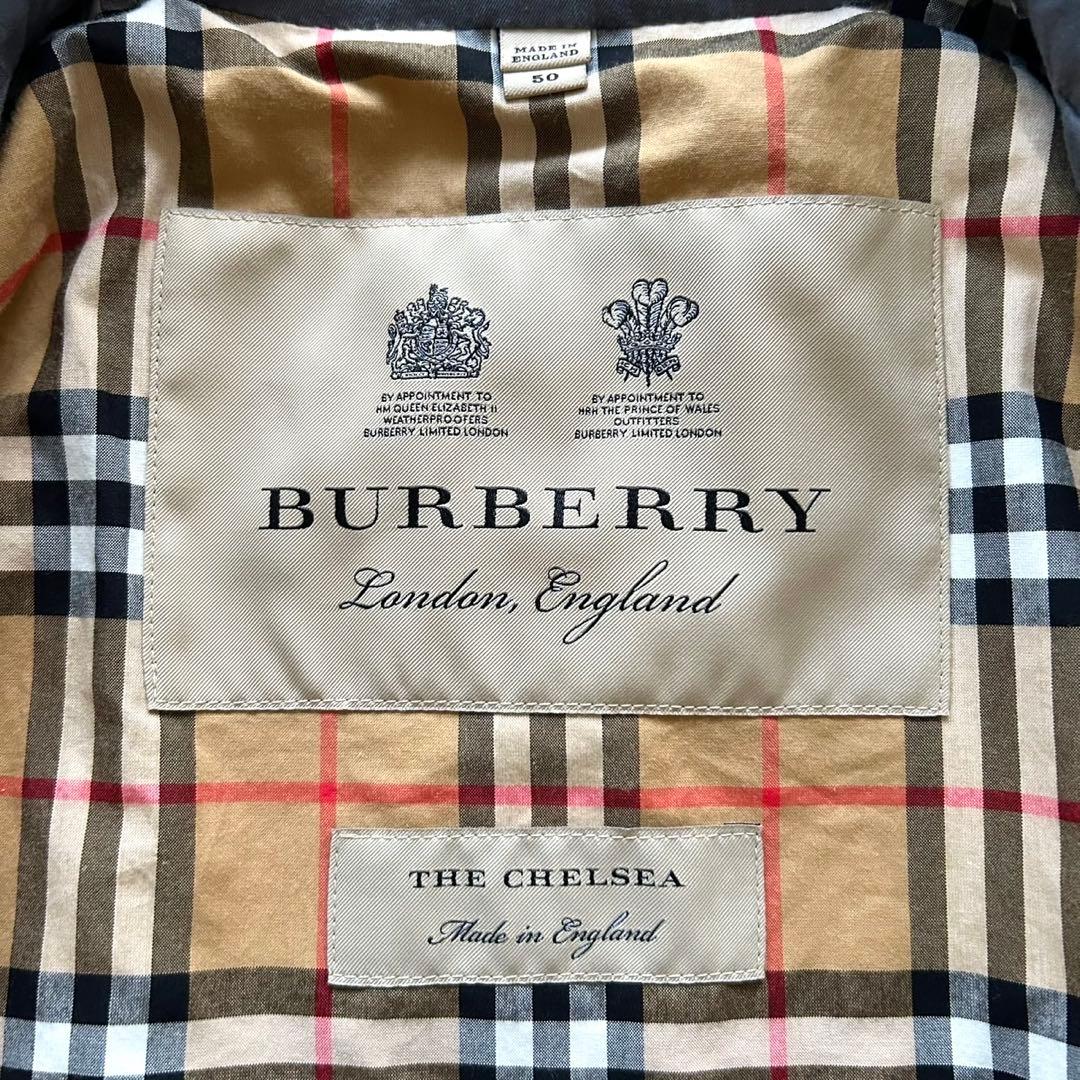 MADE IN
ENGLAND
50
BY APPOINTMENT TO
HM QUEEN ELIZABETH II
WEATHERPROOFERS
BURBERRY LIMITED LONDON
BY APPOINTMENT TO
HRH THE PRINCE OF WALES
OUTFITTERS
BURBERRY LIMITED LONDON
BURBERRY
London, England
THE CHELSEA
Made in England